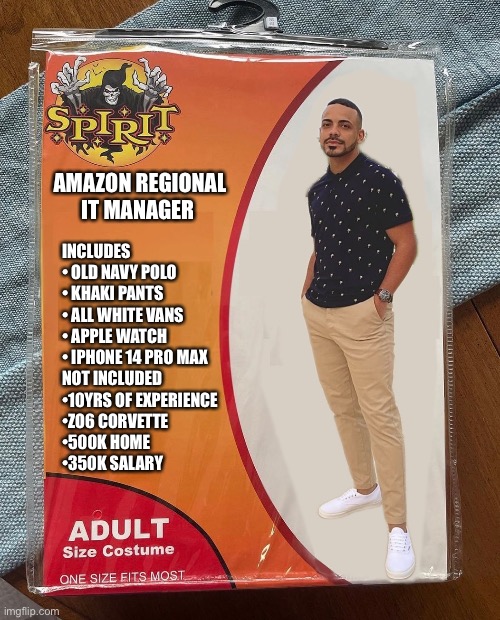 SPIRIT
AMAZON REGIONAL
IT MANAGER
INCLUDES
• OLD NAVY POLO
• KHAKI PANTS
• ALL WHITE VANS
• APPLE WATCH
• IPHONE 14 PRO MAX
NOT INCLUDED
•10YRS OF EXPERIENCE
•Z06 CORVETTE
•500K HOME
•350K SALARY
ADULT
Size Costume
ONE SIZE FITS MOST
imgflip.com